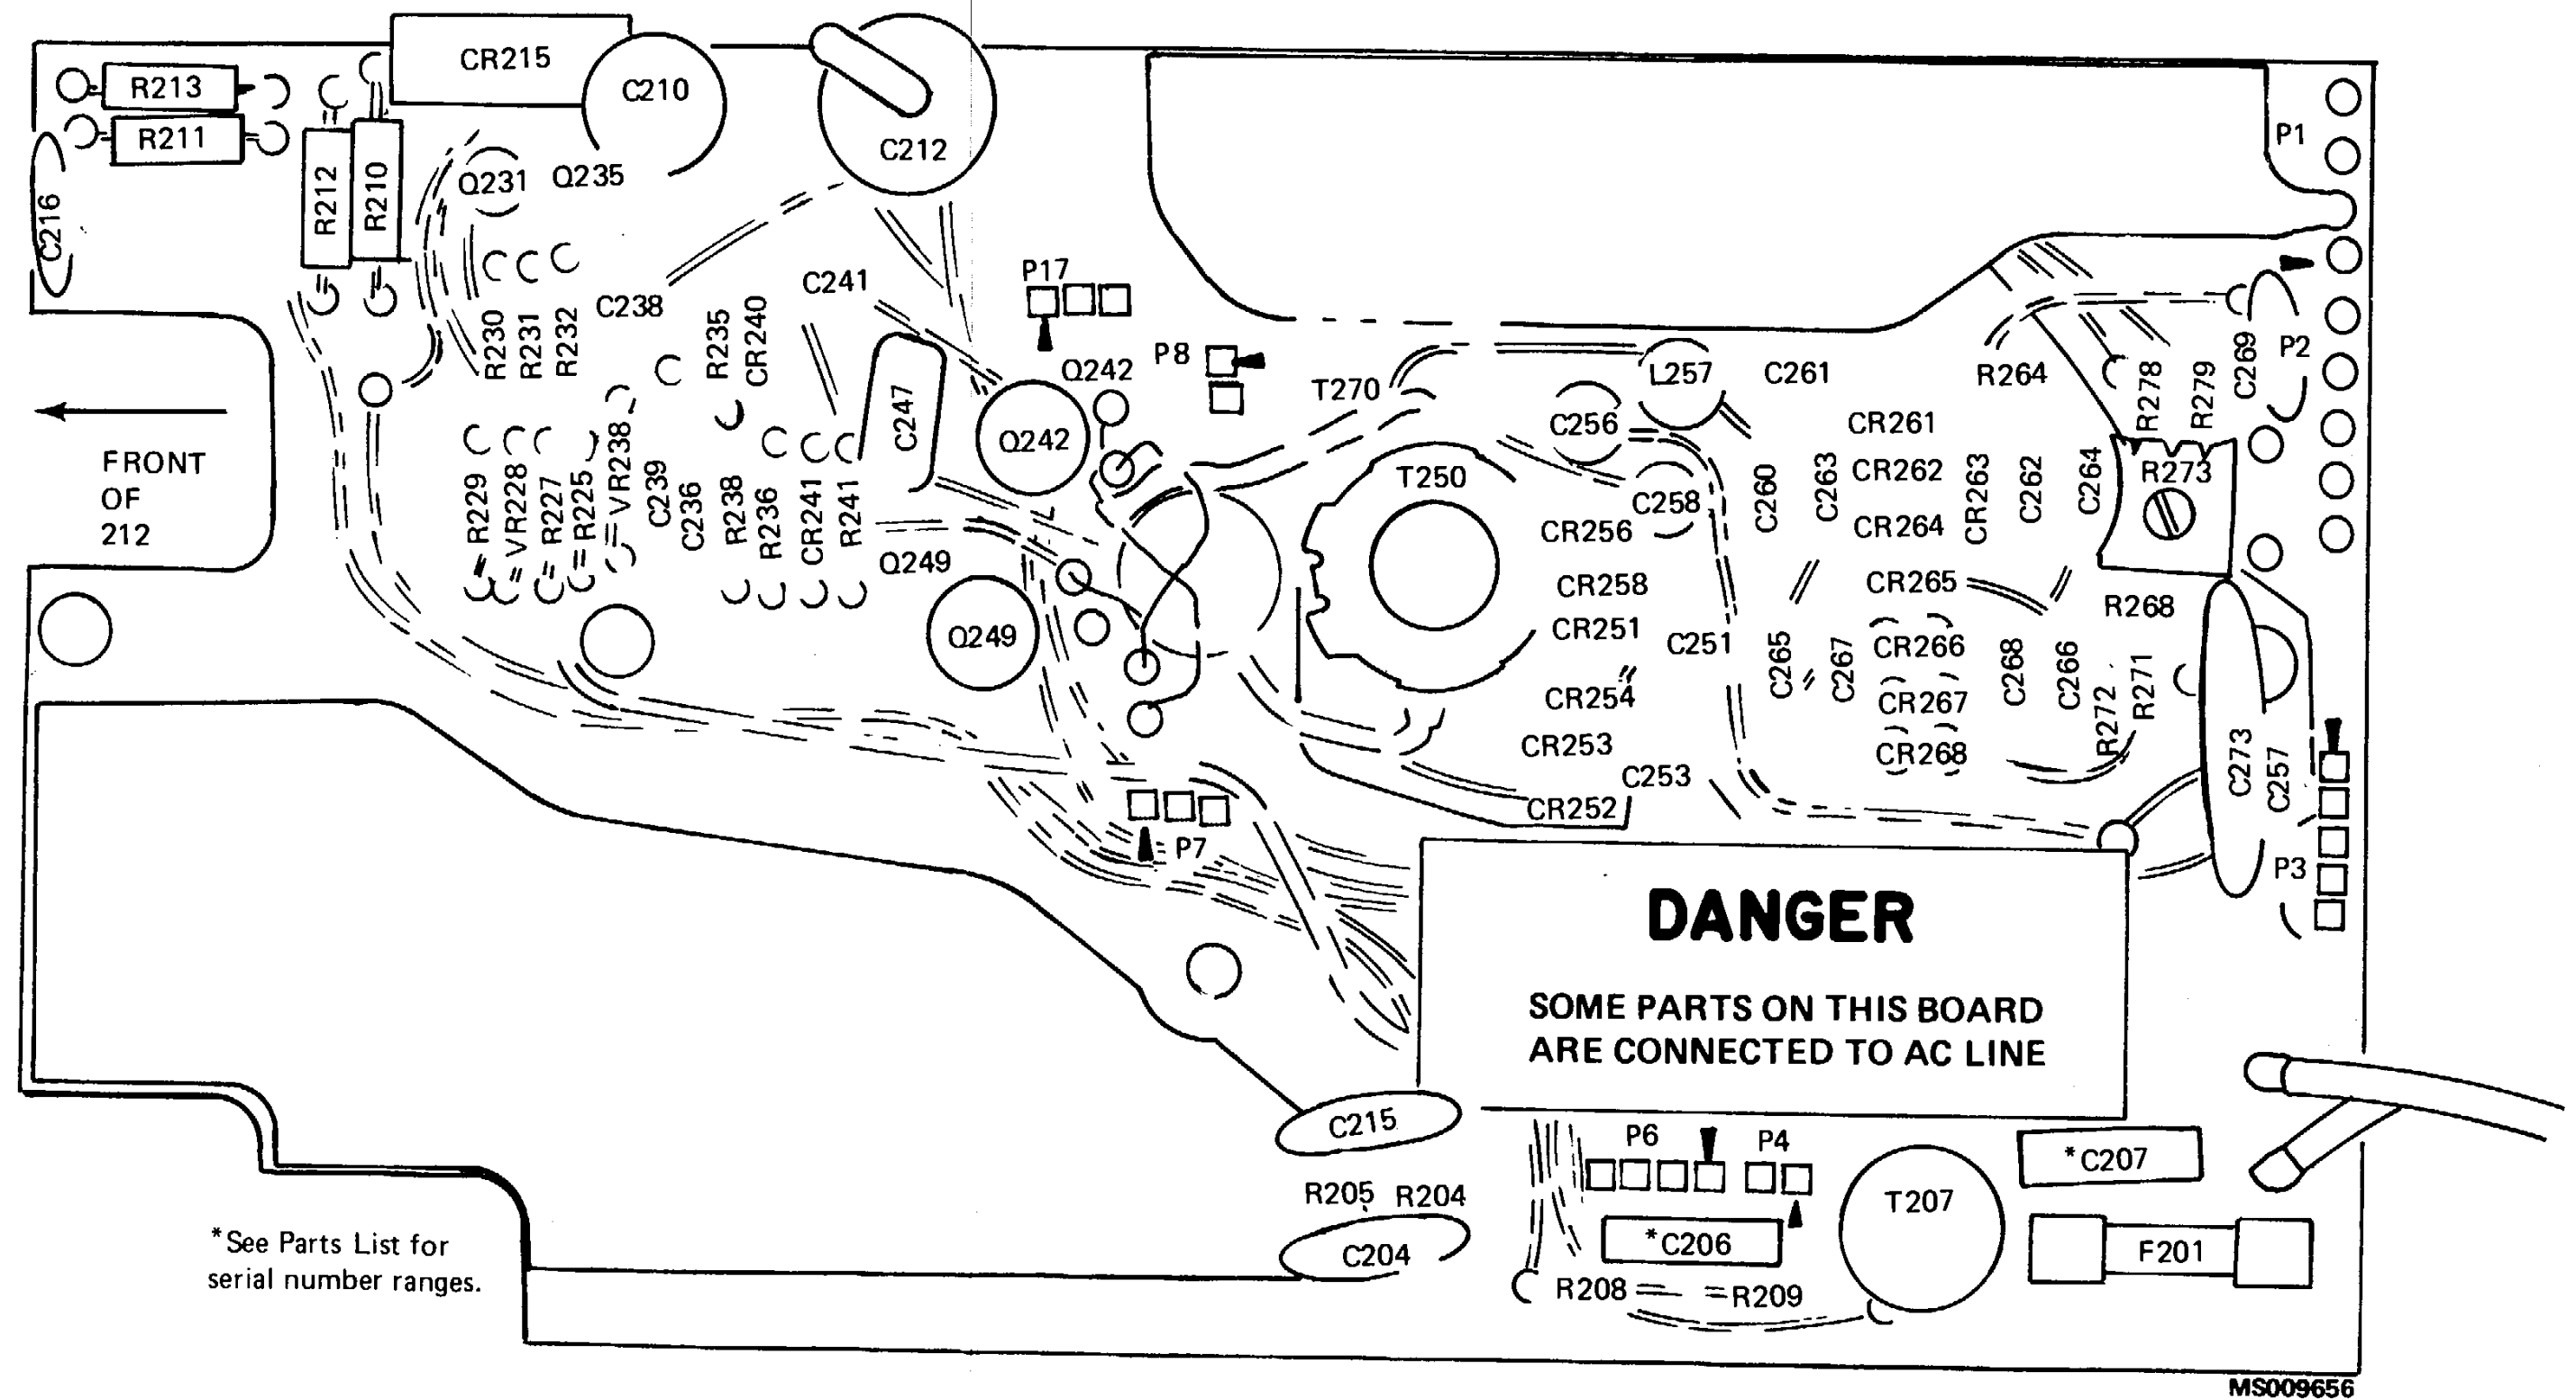 CR215
C210
C212
R213
R211
C216
R212
R210
Q231
Q235
P1
P17
C241
C238
R230
R231
R232
R235
CR240
P8
Q242
T270
L257
C261
R264
R278
R279
C269
P2
FRONT
OF
212
C247
Q242
C256
CR261
T250
C258
C260
C263
CR262
CR263
C262
C264
R273
R229
VR228
R227
R225
VR238
C239
C236
R238
R236
CR241
R241
Q249
CR256
CR264
CR258
CR265
R268
Q249
CR251
C251
C265
C267
CR266
C268
C266
R272
R271
CR254
CR267
CR253
CR268
C253
C273
C257
CR252
P7
P3
DANGER
SOME PARTS ON THIS BOARD
ARE CONNECTED TO AC LINE
C215
P6
P4
*C207
R205
R204
T207
*C206
C204
F201
R208
R209
*See Parts List for
serial number ranges.
MS009656